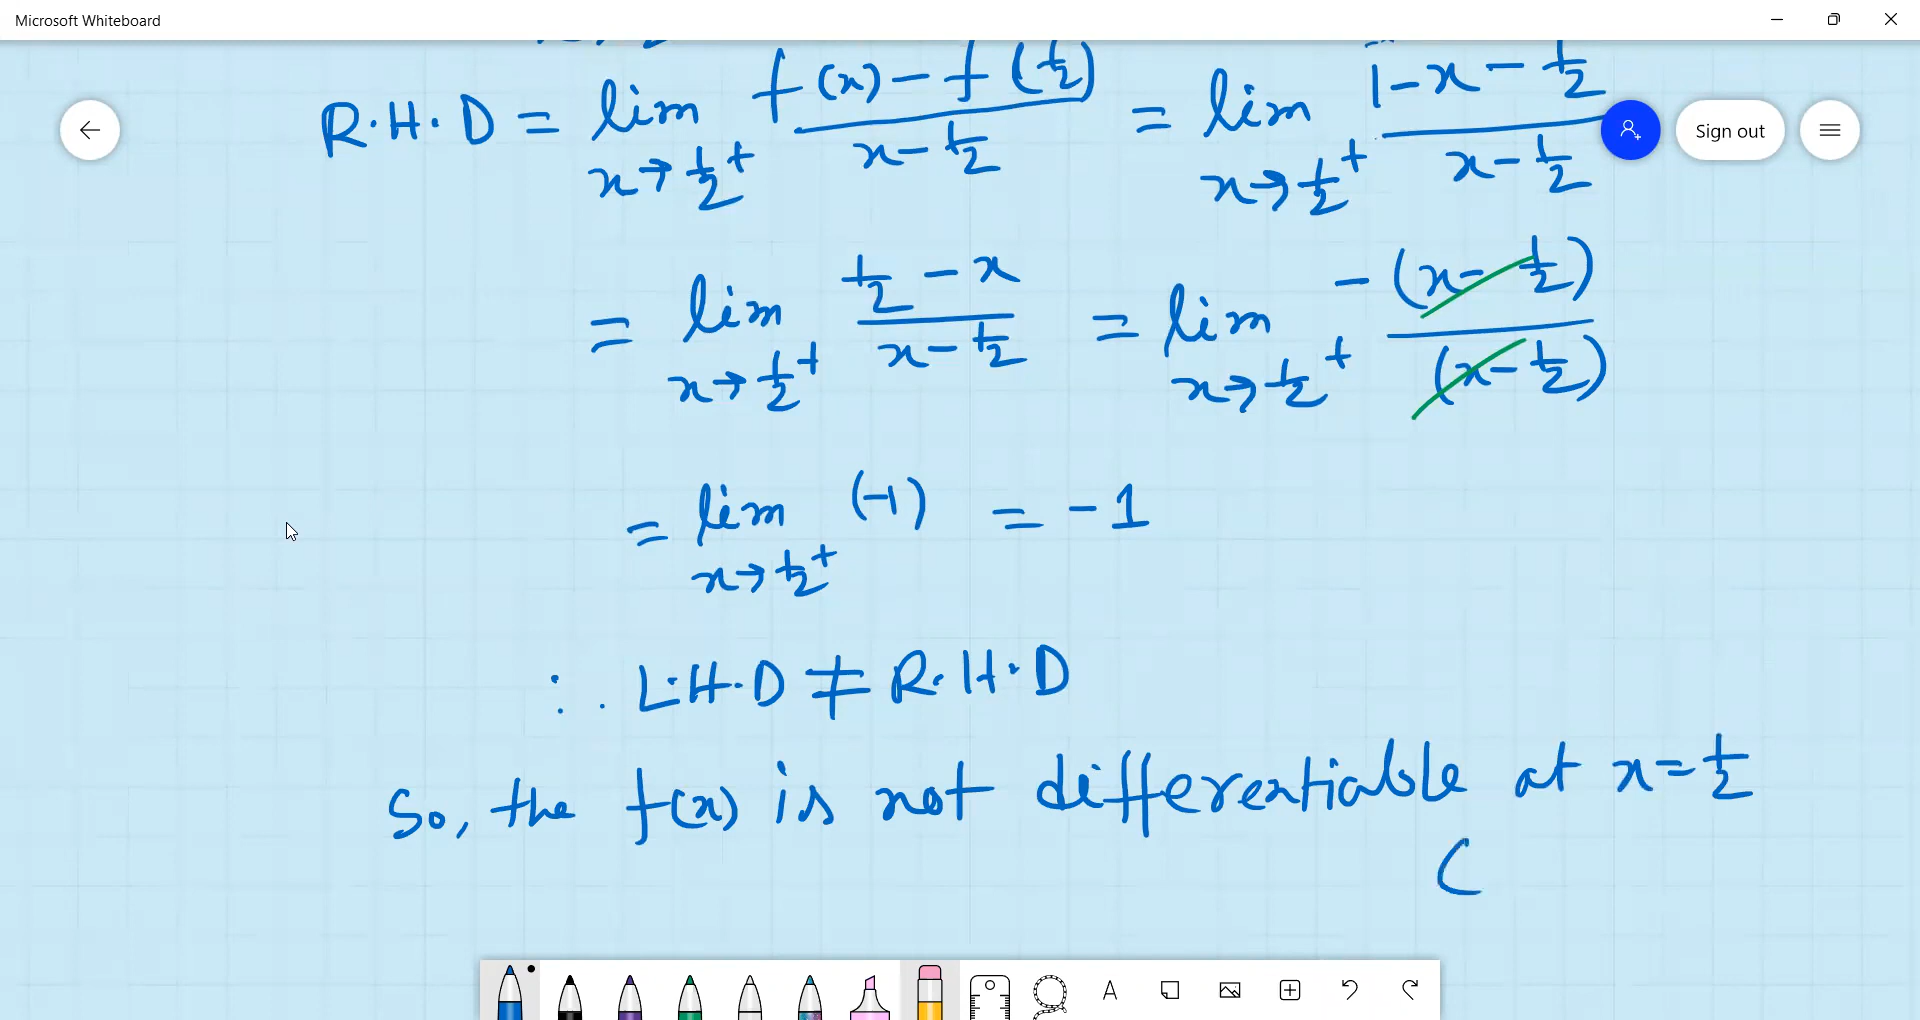 Microsoft Whiteboard
R.H.D = lim x→½⁺ (f(x) - f(½))/(x - ½) = lim x→½⁺ (1 - x - ½)/(x - ½)
Sign out
= lim x→½⁺ (½ - x)/(x - ½) = lim x→½⁺ -(x - ½)/(x - ½)
= lim x→½⁺ (-1) = -1
∴ L.H.D ≠ R.H.D
So, the f(x) is not differentiable at x = ½
(
A